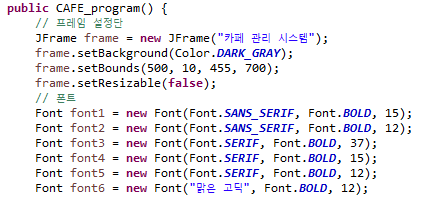 public CAFE_program() {
// 프레임 설정단
JFrame frame = new JFrame("카페 관리 시스템");
frame.setBackground(Color.DARK_GRAY);
frame.setBounds(500, 10, 455, 700);
frame.setResizable(false);
// 폰트
Font font1 = new Font(Font.SANS_SERIF, Font.BOLD, 15);
Font font2 = new Font(Font.SANS_SERIF, Font.BOLD, 12);
Font font3 = new Font(Font.SERIF, Font.BOLD, 37);
Font font4 = new Font(Font.SERIF, Font.BOLD, 15);
Font font5 = new Font(Font.SERIF, Font.BOLD, 12);
Font font6 = new Font("맑은 고딕", Font.BOLD, 12);